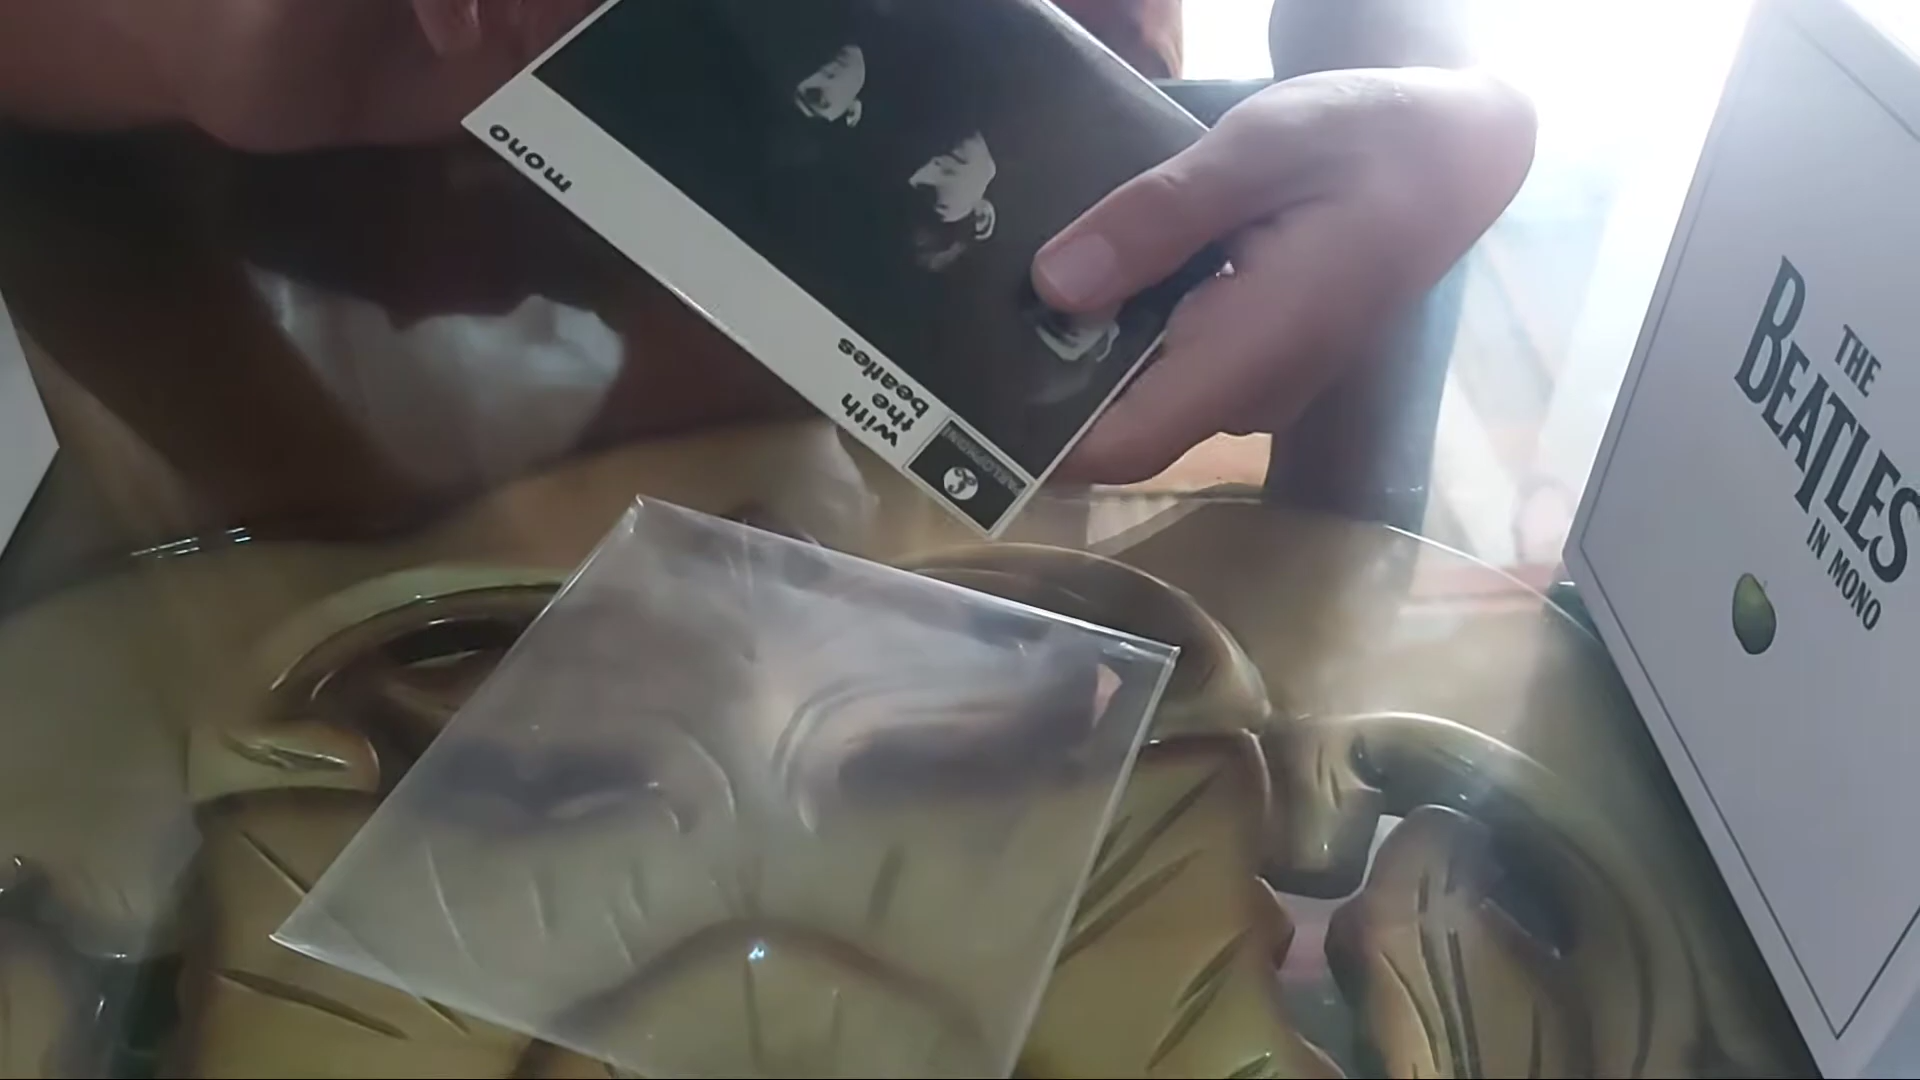 mono
with
the
beatles
PARLOPHONE
THE
BEATLES
IN MONO